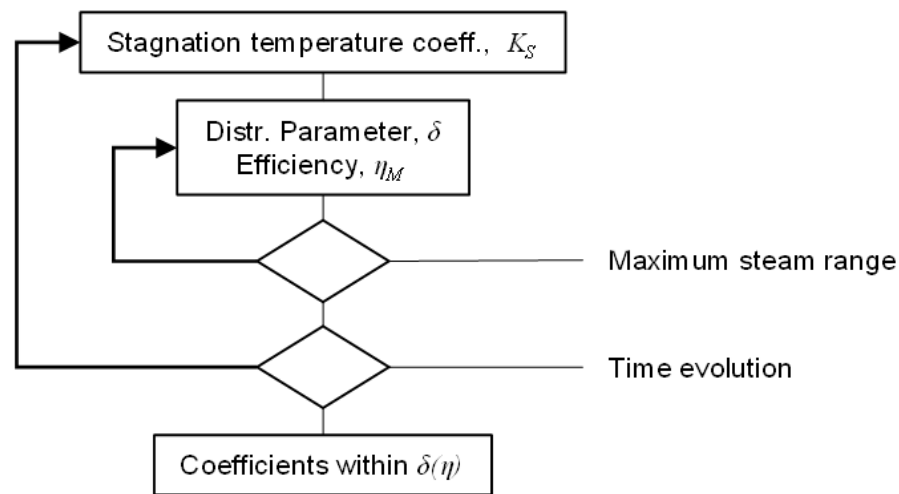 Stagnation temperature coeff., K_S
Distr. Parameter, δ
Efficiency, η_M
Maximum steam range
Time evolution
Coefficients within δ(η)